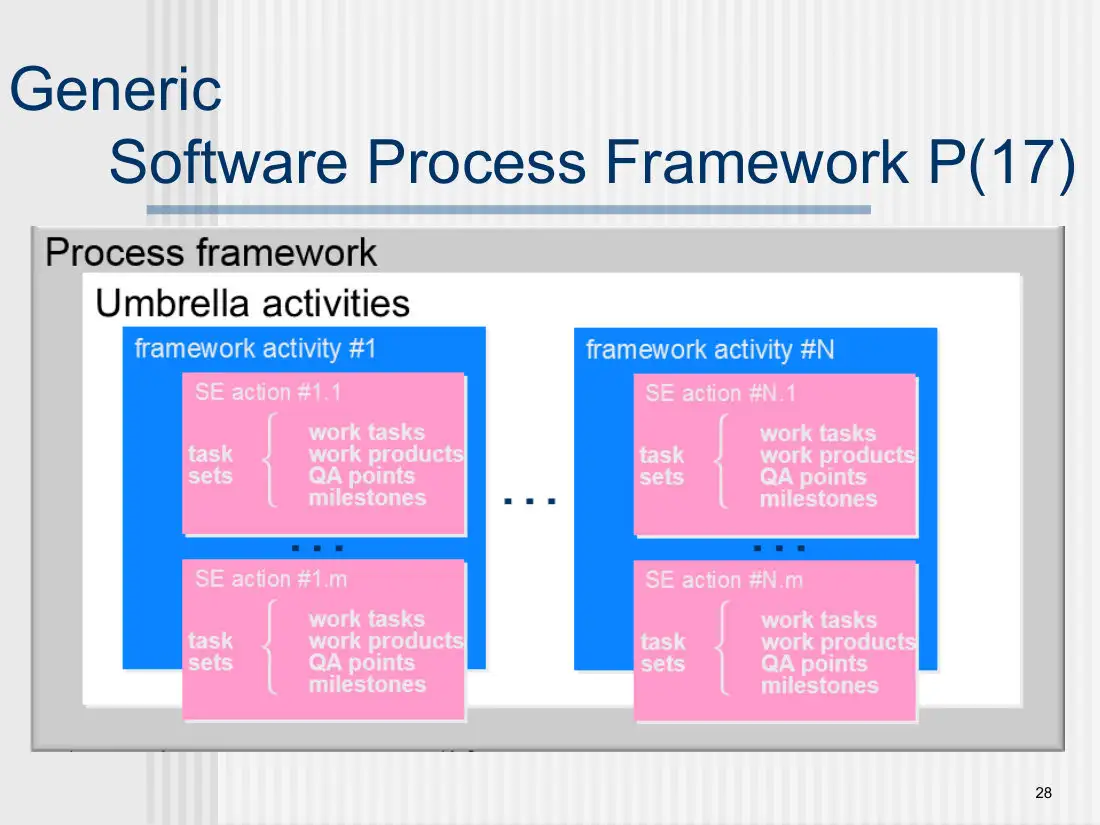 Generic
Software Process Framework P(17)
Process framework
Umbrella activities
framework activity #1
SE action #1.1
task
sets
work tasks
work products
QA points
milestones
. . .
SE action #1.m
task
sets
work tasks
work products
QA points
milestones
. . .
framework activity #N
SE action #N.1
task
sets
work tasks
work products
QA points
milestones
. . .
SE action #N.m
task
sets
work tasks
work products
QA points
milestones
28